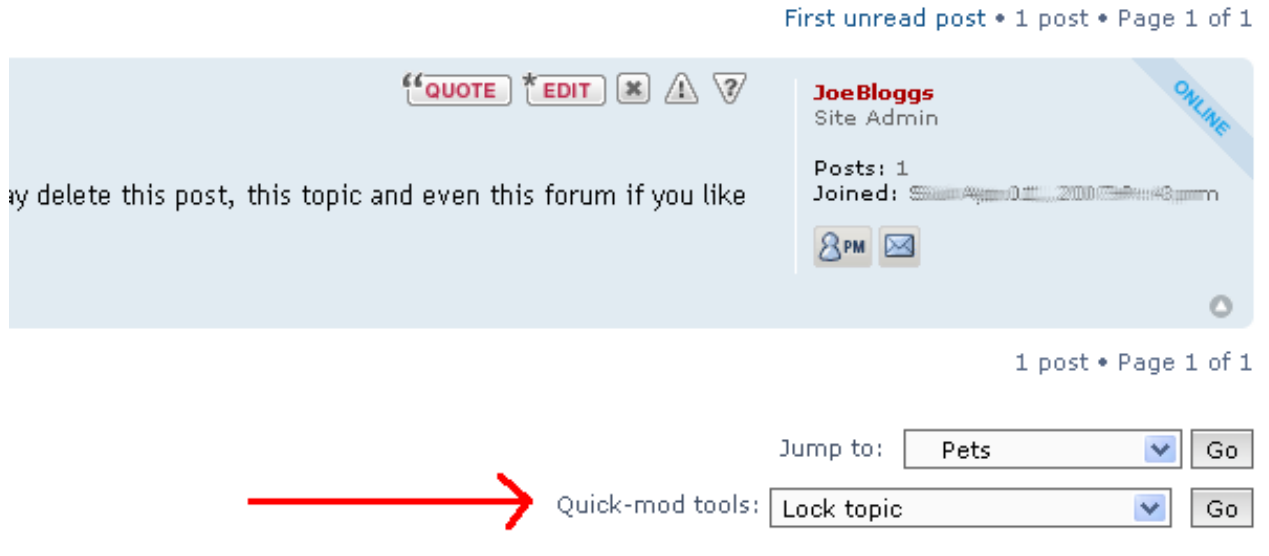 First unread post • 1 post • Page 1 of 1
QUOTE EDIT
JoeBloggs
ONLINE
Site Admin
Posts: 1
Joined:
y delete this post, this topic and even this forum if you like
PM
1 post • Page 1 of 1
Jump to: Pets Go
Quick-mod tools: Lock topic Go